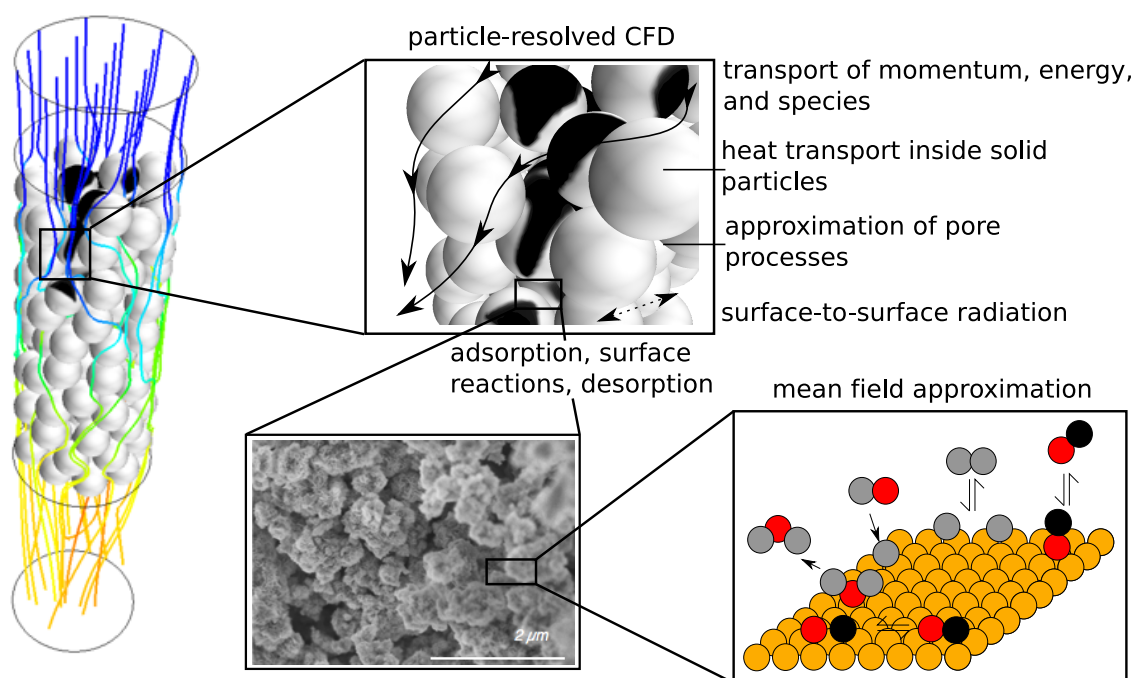 particle-resolved CFD
transport of momentum, energy,
and species
heat transport inside solid
particles
approximation of pore
processes
surface-to-surface radiation
adsorption, surface
reactions, desorption
mean field approximation
2 µm